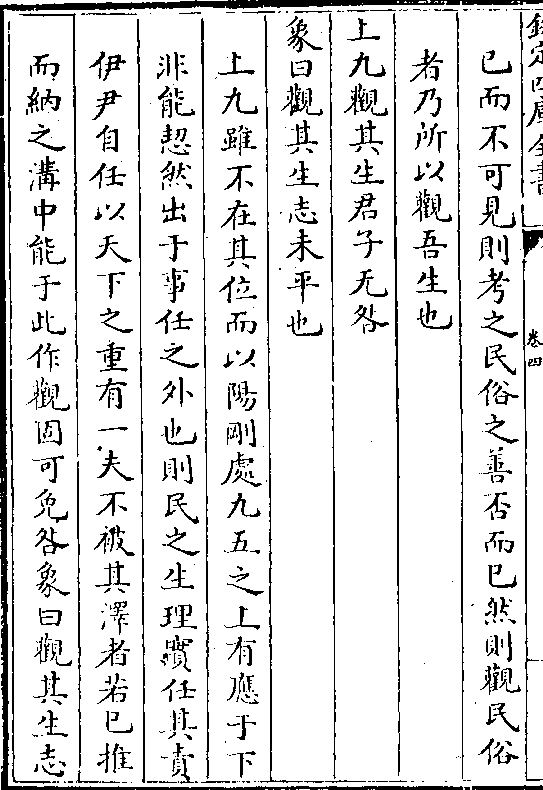 欽定四庫全書
卷四
已而不可見則考之民俗之善否而已然則觀民俗
者乃所以觀吾生也
上九觀其生君子无咎
象曰觀其生志未平也
上九雖不在其位而以陽剛處九五之上有應于下
非能恝然出于事任之外也則民之生理實任其責
伊尹自任以天下之重有一夫不被其澤者若已推
而納之溝中能于此作觀固可免咎象曰觀其生志